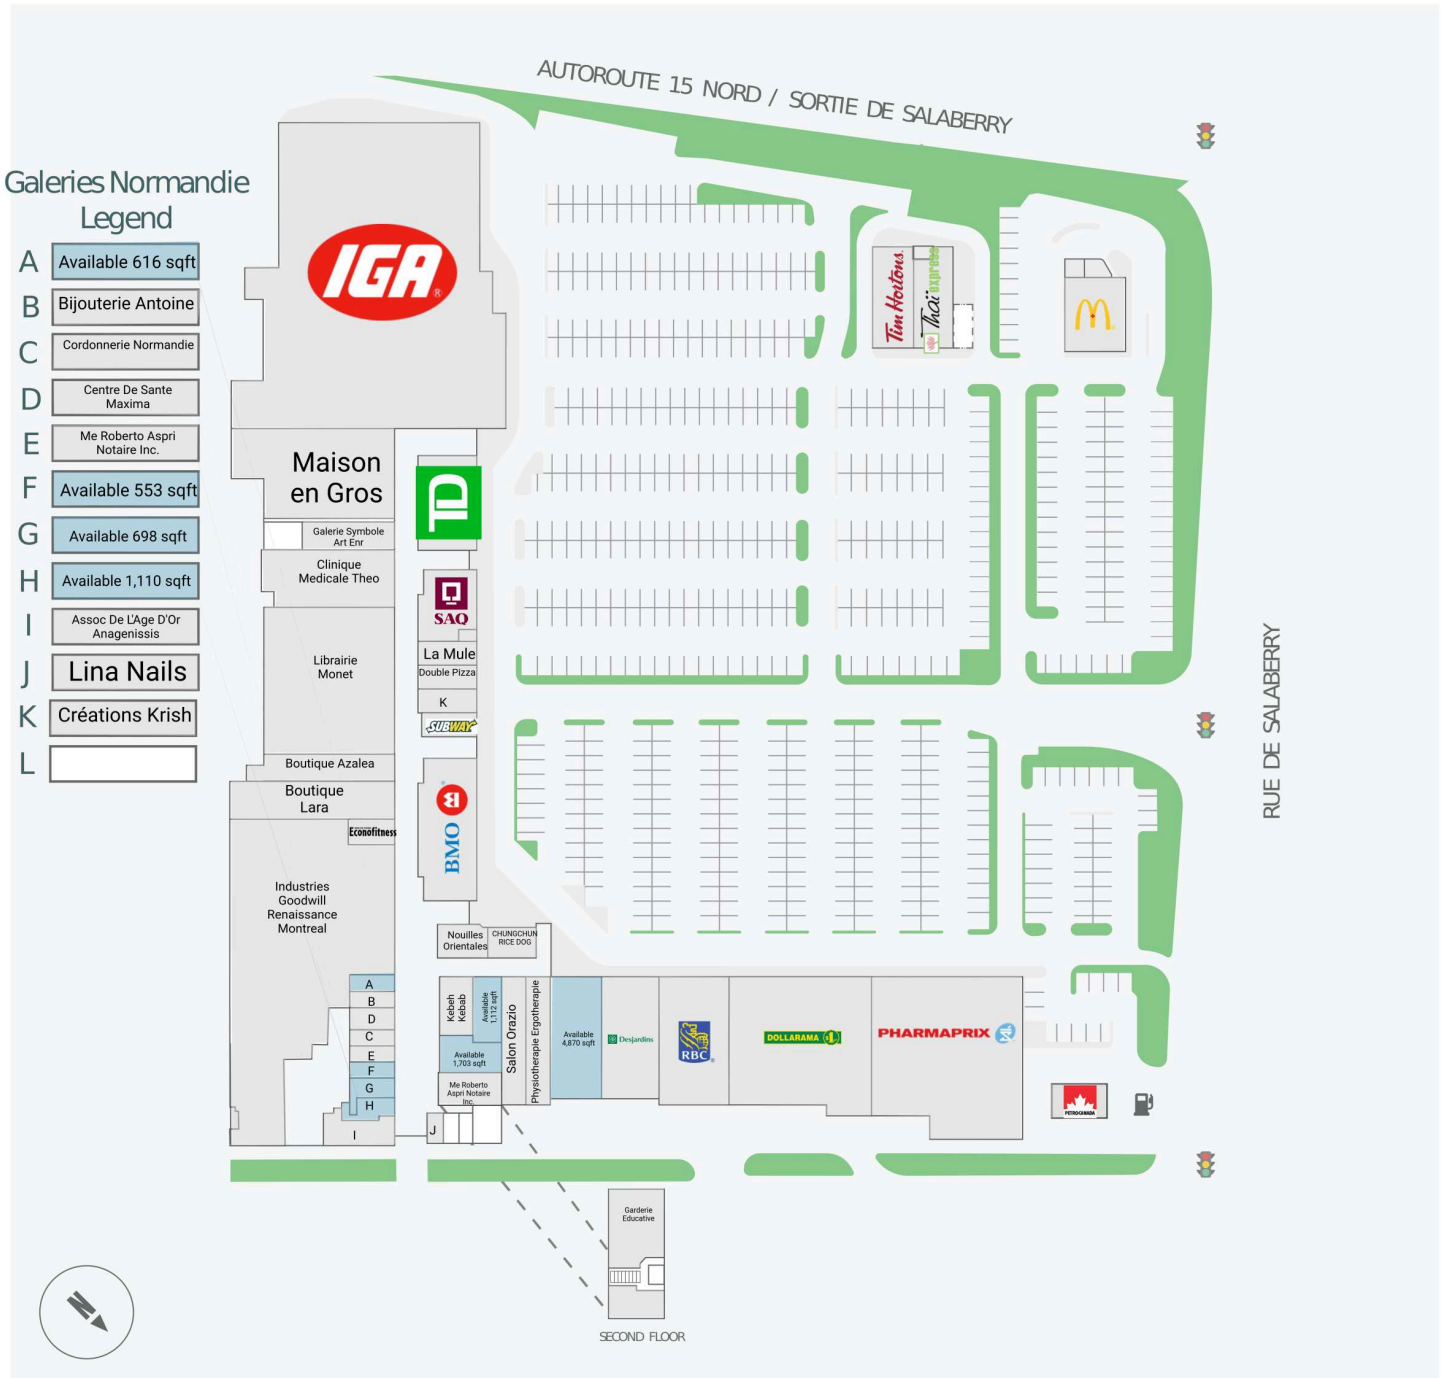 AUTOROUTE 15 NORD / SORTIE DE SALABERRY
Galeries Normandie
Legend
A Available 616 sqft
B Bijouterie Antoine
C Cordonnerie Normandie
D Centre De Sante
Maxima
E Me Roberto Aspri
Notaire Inc.
F Available 553 sqft
G Available 698 sqft
H Available 1,110 sqft
I Assoc De L'Age D'Or
Anagenissis
J Lina Nails
K Créations Krish
L
IGA
Maison
en Gros
Galerie Symbole
Art Enr
Clinique
Medicale Theo
Librairie
Monet
Boutique Azalea
Boutique
Lara
Econofitness
Industries
Goodwill
Renaissance
Montreal
A
B
D
C
E
F
G
H
I
TD
SAQ
La Mule
Double Pizza
K
SUBWAY
BMO
Nouilles
Orientales
CHUNGCHUN
RICE DOG
Kebeh
Kebab
Available
1,112 sqft
Available
1,703 sqft
Me Roberto
Aspri Notaire
Inc.
J
Salon Orazio
Physiotherapie Ergotherapie
Available
4,870 sqft
Desjardins
RBC
DOLLARAMA
PHARMAPRIX
PETRO-CANADA
Tim Hortons
Thaï express
RUE DE SALABERRY
Garderie
Educative
SECOND FLOOR
N